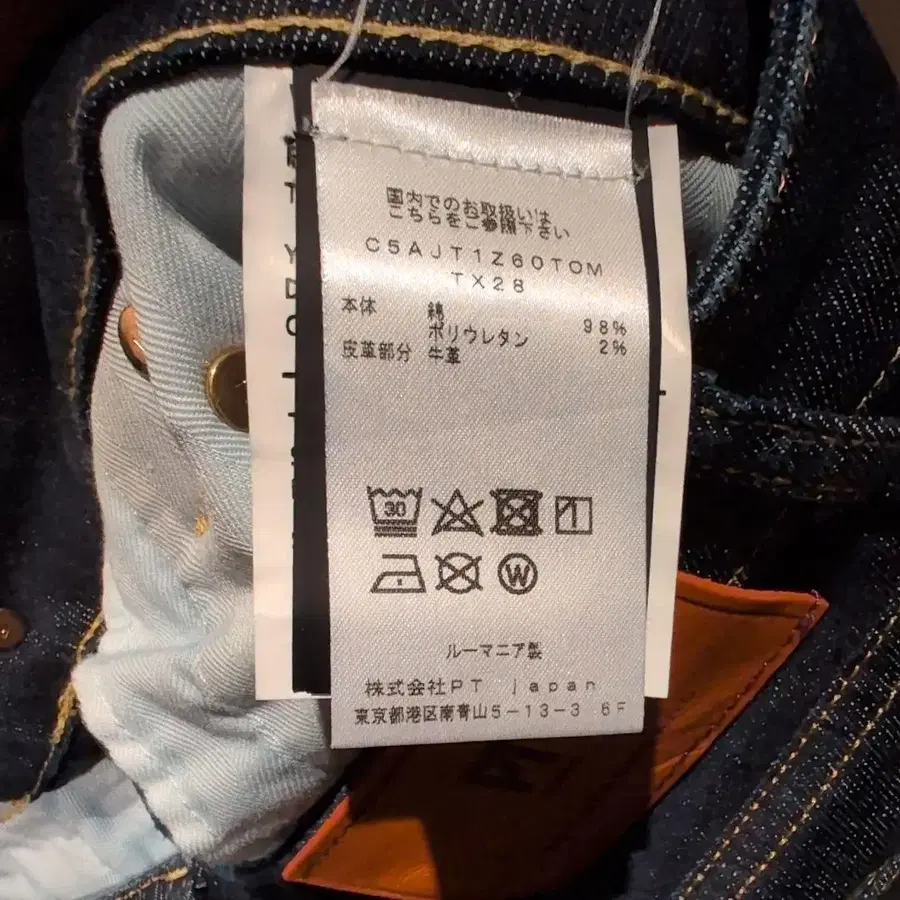 国内でのお取扱いは
こちらをご参照下さい
C5AJT1Z60TOM
TX28
本体 綿 98%
ポリウレタン 2%
皮革部分 牛革
30
W
ルーマニア製
株式会社PT japan
東京都港区南青山5-13-3 6F